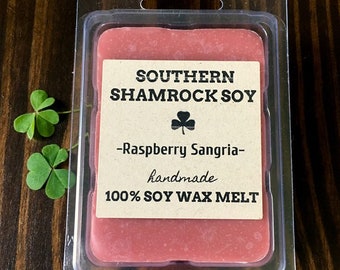 SOUTHERN
SHAMROCK SOY
-Raspberry Sangria-
handmade
100% SOY WAX MELT